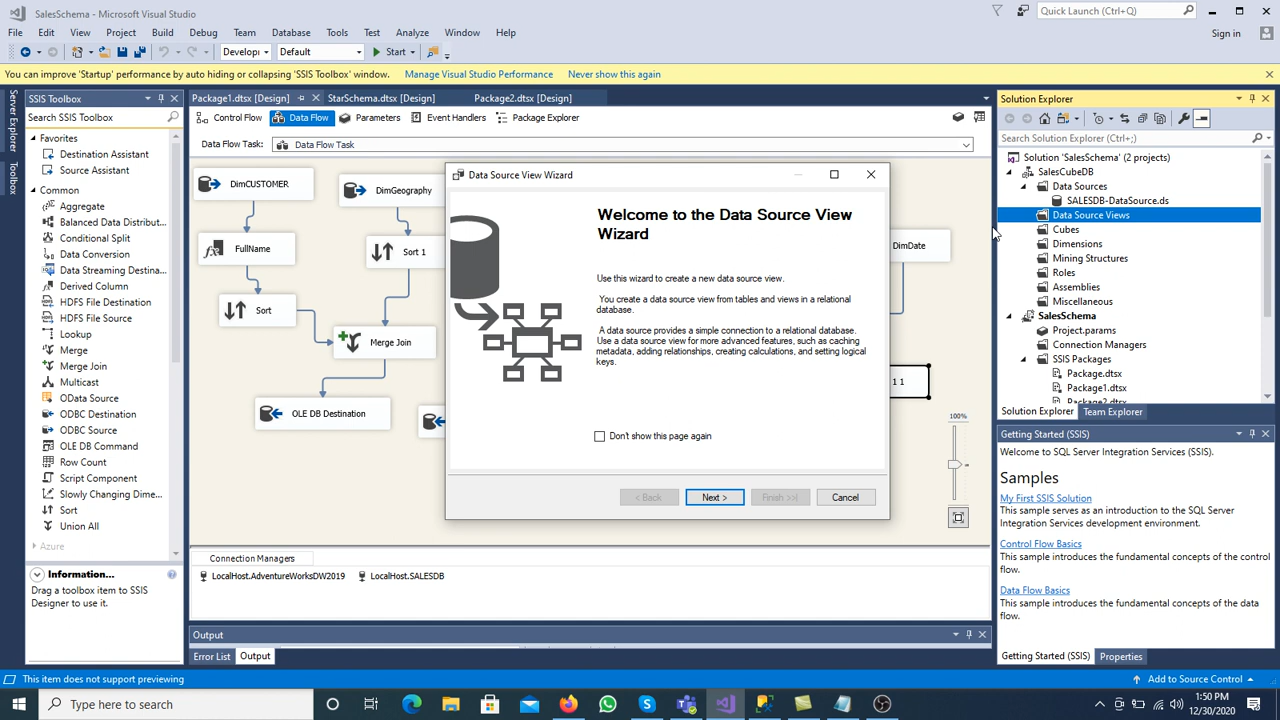 SalesSchema - Microsoft Visual Studio
Quick Launch (Ctrl+Q)
File Edit View Project Build Debug Team Database Tools Test Analyze Window Help
Sign in
Develop Default Start
You can improve 'Startup' performance by auto hiding or collapsing 'SSIS Toolbox' window. Manage Visual Studio Performance Never show this again
Server Explorer
Toolbox
SSIS Toolbox
Search SSIS Toolbox
Favorites
Destination Assistant
Source Assistant
Common
Aggregate
Balanced Data Distribut...
Conditional Split
Data Conversion
Data Streaming Destinat...
Derived Column
HDFS File Destination
HDFS File Source
Lookup
Merge
Merge Join
Multicast
OData Source
ODBC Destination
ODBC Source
OLE DB Command
Row Count
Script Component
Slowly Changing Dime...
Sort
Union All
Azure
Information...
Drag a toolbox item to SSIS
Designer to use it.
Package1.dtsx [Design] StarSchema.dtsx [Design] Package2.dtsx [Design]
Control Flow Data Flow Parameters Event Handlers Package Explorer
Data Flow Task: Data Flow Task
DimCUSTOMER
DimGeography
FullName
Sort 1
Sort
Merge Join
OLE DB Destination
DimDate
1 1
100%
Data Source View Wizard
Welcome to the Data Source View
Wizard
Use this wizard to create a new data source view.
You create a data source view from tables and views in a relational
database.
A data source provides a simple connection to a relational database.
Use a data source view for more advanced features, such as caching
metadata, adding relationships, creating calculations, and setting logical
keys.
Don't show this page again
< Back Next > Finish >>| Cancel
Connection Managers
LocalHost.AdventureWorksDW2019 LocalHost.SALESDB
Output
Error List Output
Solution Explorer
Search Solution Explorer (Ctrl+;)
Solution 'SalesSchema' (2 projects)
SalesCubeDB
Data Sources
SALESDB-DataSource.ds
Data Source Views
Cubes
Dimensions
Mining Structures
Roles
Assemblies
Miscellaneous
SalesSchema
Project.params
Connection Managers
SSIS Packages
Package.dtsx
Package1.dtsx
Package2.dtsx
Solution Explorer Team Explorer
Getting Started (SSIS)
Welcome to SQL Server Integration Services (SSIS).
Samples
My First SSIS Solution
This sample serves as an introduction to the SQL Server
Integration Services development environment.
Control Flow Basics
This sample introduces the fundamental concepts of the control
flow.
Data Flow Basics
This sample introduces the fundamental concepts of the data
flow.
Getting Started (SSIS) Properties
This item does not support previewing
Add to Source Control
Type here to search
1:50 PM
12/30/2020